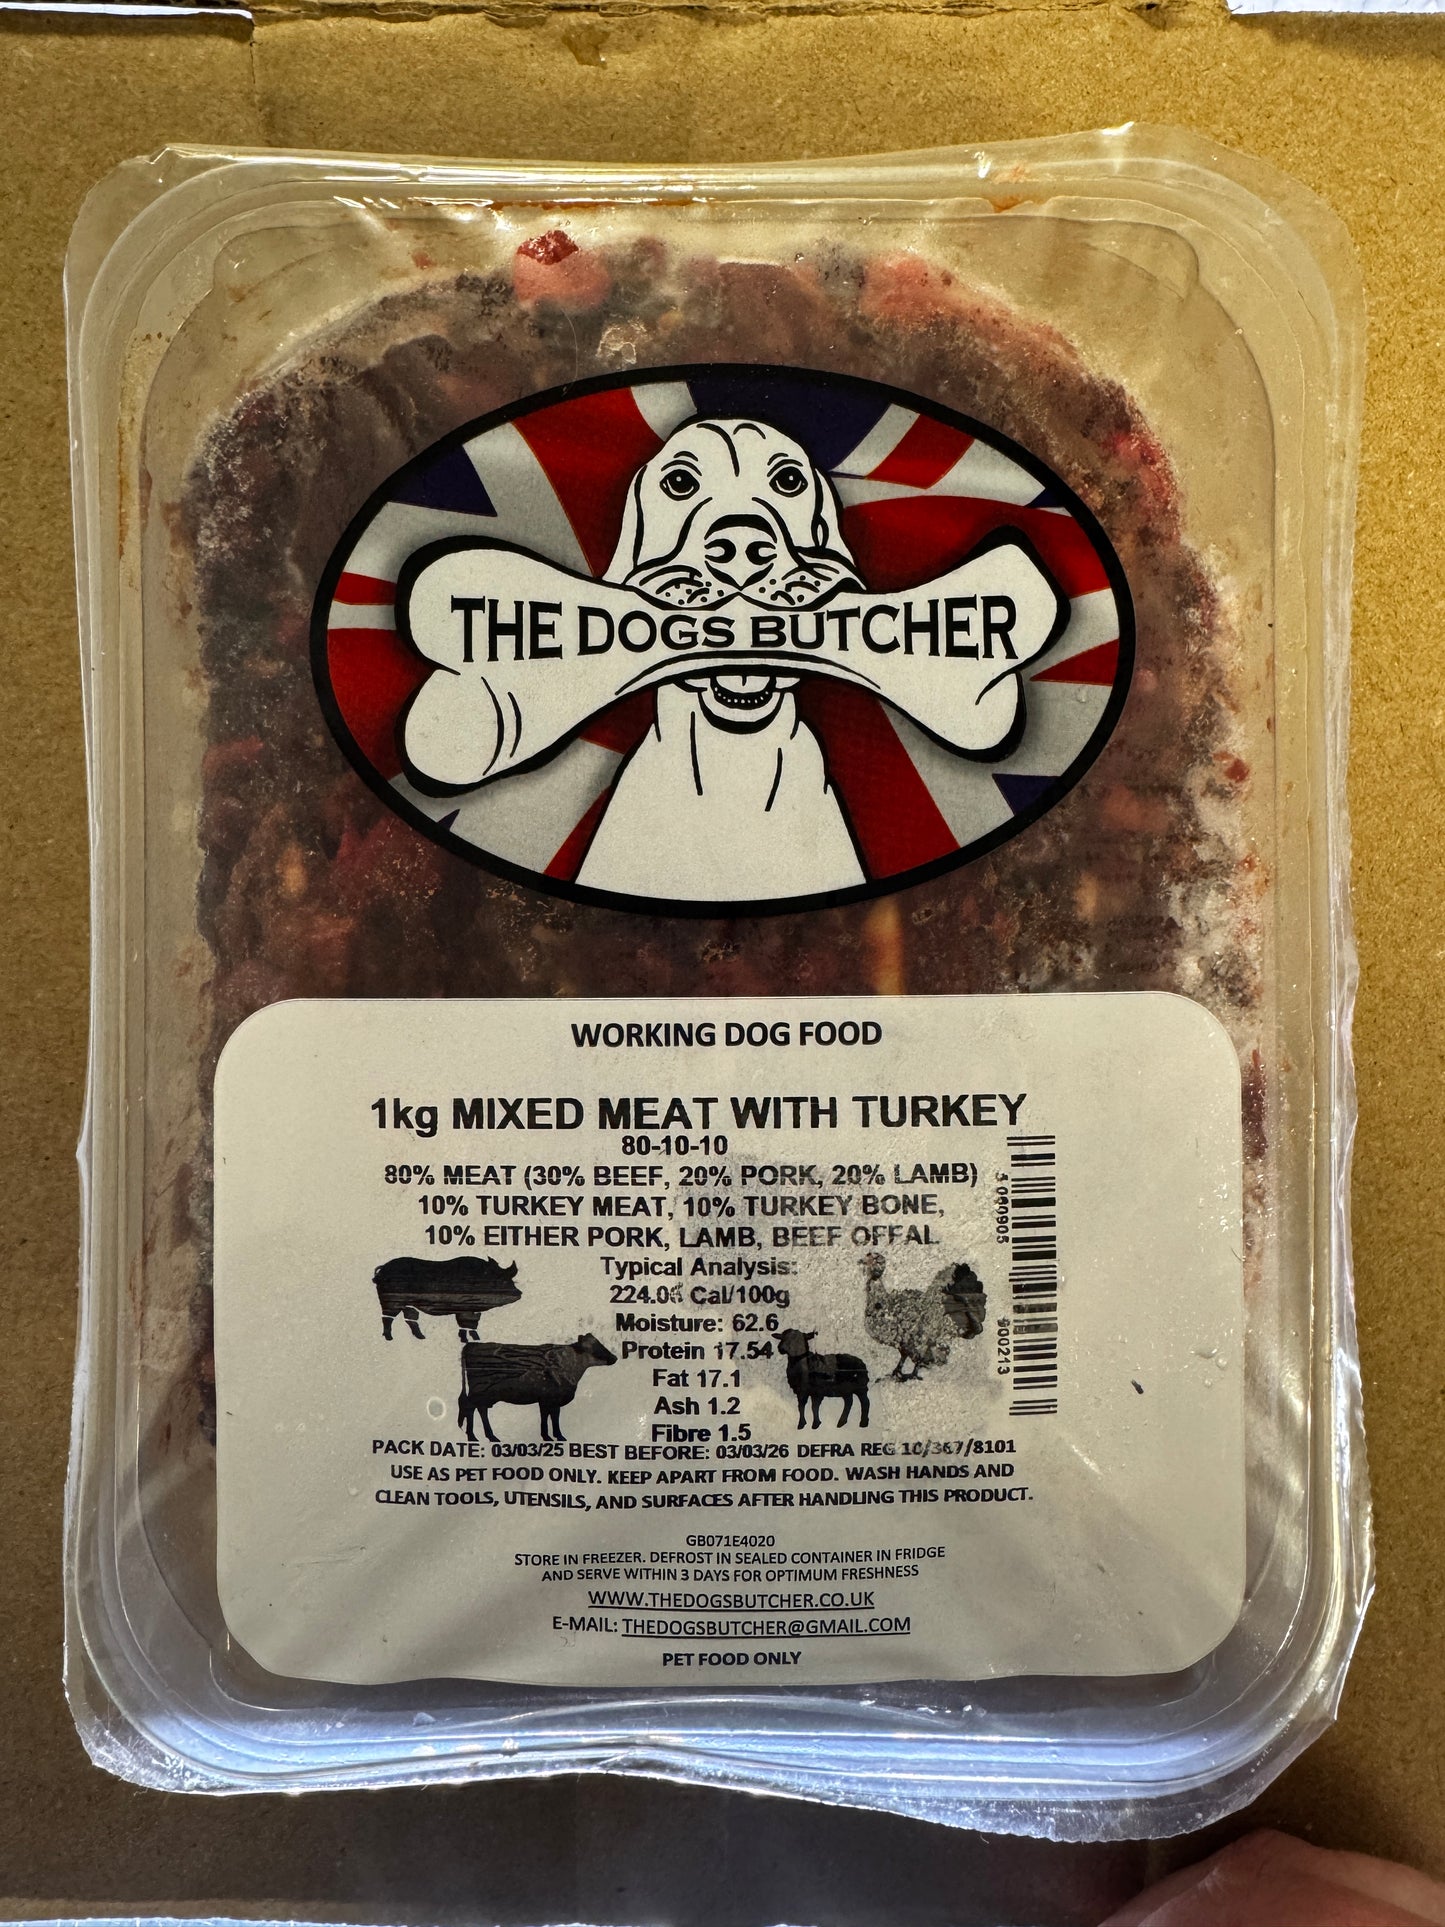 THE DOGS BUTCHER
WORKING DOG FOOD
1kg MIXED MEAT WITH TURKEY
80-10-10
80% MEAT (30% BEEF, 20% PORK, 20% LAMB)
10% TURKEY MEAT, 10% TURKEY BONE,
10% EITHER PORK, LAMB, BEEF OFFAL
Typical Analysis:
Cal/100g
Moisture: 62.6
Protein 17.54
Fat 17.1
Ash 1.2
Fibre 1.5
5 060905
900213
PACK DATE: 03/03/25 BEST BEFORE: 03/03/26 DEFRA REG 10/367/8101
USE AS PET FOOD ONLY. KEEP APART FROM FOOD. WASH HANDS AND
CLEAN TOOLS, UTENSILS, AND SURFACES AFTER HANDLING THIS PRODUCT.
GB071E4020
STORE IN FREEZER. DEFROST IN SEALED CONTAINER IN FRIDGE
AND SERVE WITHIN 3 DAYS FOR OPTIMUM FRESHNESS
WWW.THEDOGSBUTCHER.CO.UK
E-MAIL: THEDOGSBUTCHER@GMAIL.COM
PET FOOD ONLY